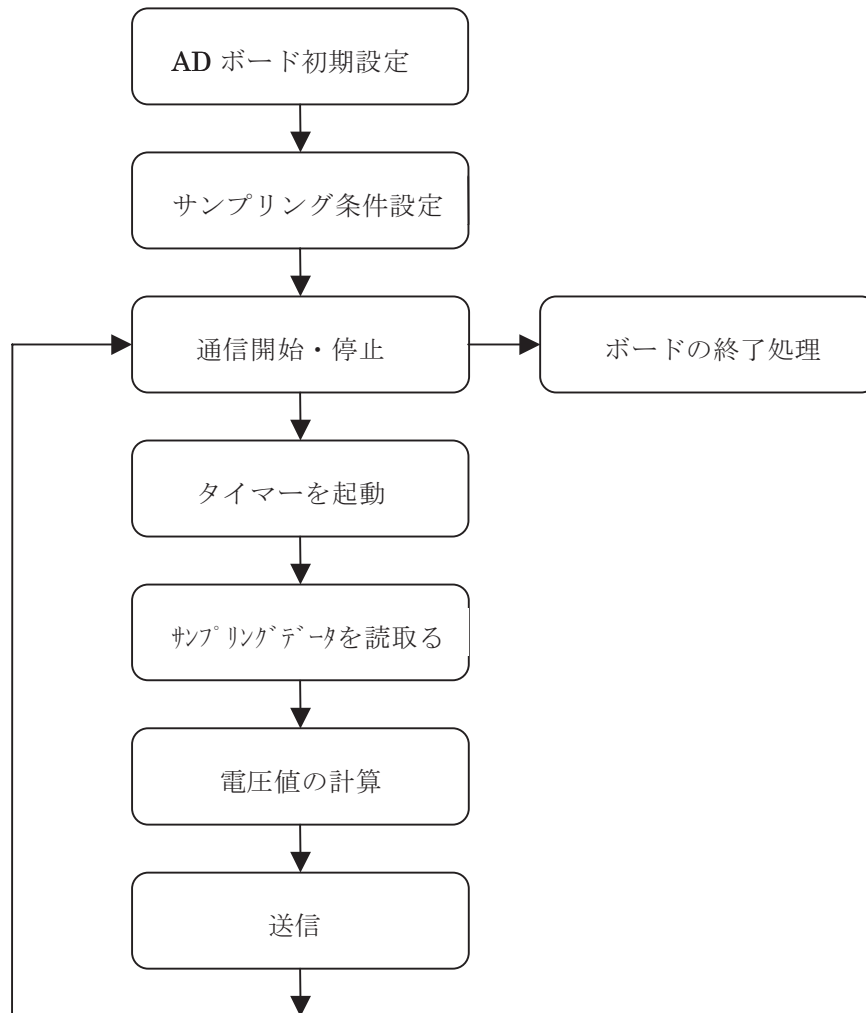 AD ボード初期設定
サンプリング条件設定
通信開始・停止
ボードの終了処理
タイマーを起動
ｻﾝﾌﾟﾘﾝｸﾞﾃﾞｰﾀを読取る
電圧値の計算
送信